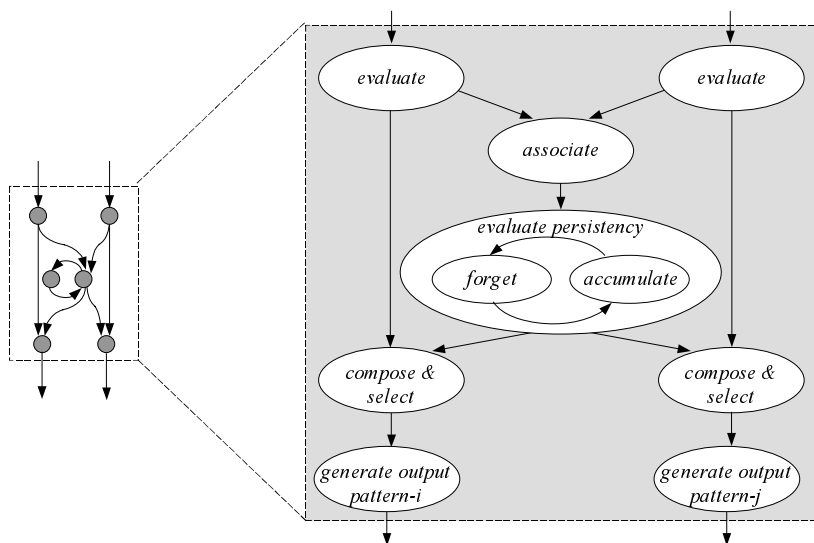 evaluate
evaluate
associate
evaluate persistency
forget
accumulate
compose &
select
compose &
select
generate output
pattern-i
generate output
pattern-j